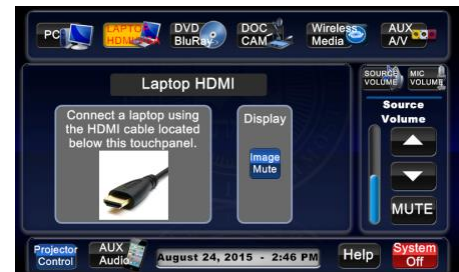 PC
LAPTOP
HDMI
DVD
BluRay
DOC
CAM
Wireless
Media
AUX
A/V
Laptop HDMI
SOURCE
VOLUME
MIC
VOLUME
Connect a laptop using
the HDMI cable located
below this touchpanel.
Display
Image
Mute
Source
Volume
MUTE
Projector
Control
AUX
Audio
August 24, 2015 - 2:46 PM
Help
System
Off